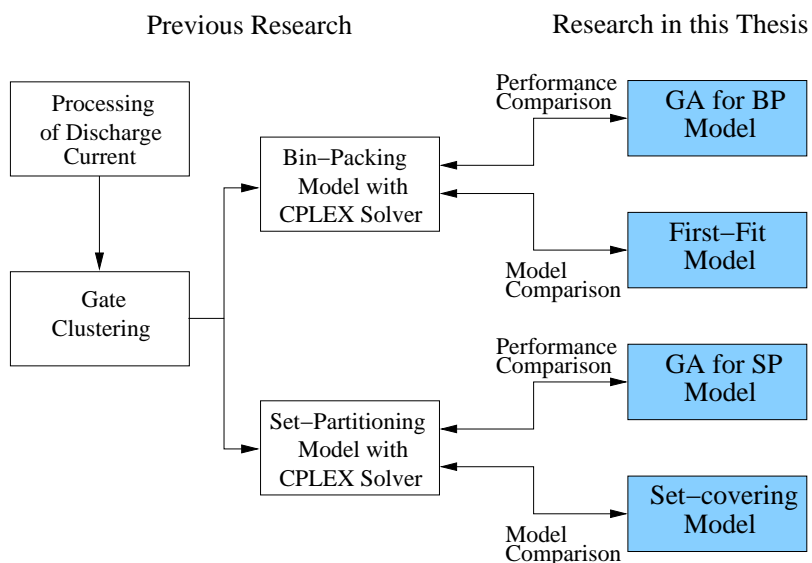 Previous Research
Research in this Thesis
Processing
of Discharge
Current
Gate
Clustering
Bin−Packing
Model with
CPLEX Solver
Set−Partitioning
Model with
CPLEX Solver
Performance
Comparison
GA for BP
Model
Model
Comparison
First−Fit
Model
Performance
Comparison
GA for SP
Model
Model
Comparison
Set−covering
Model